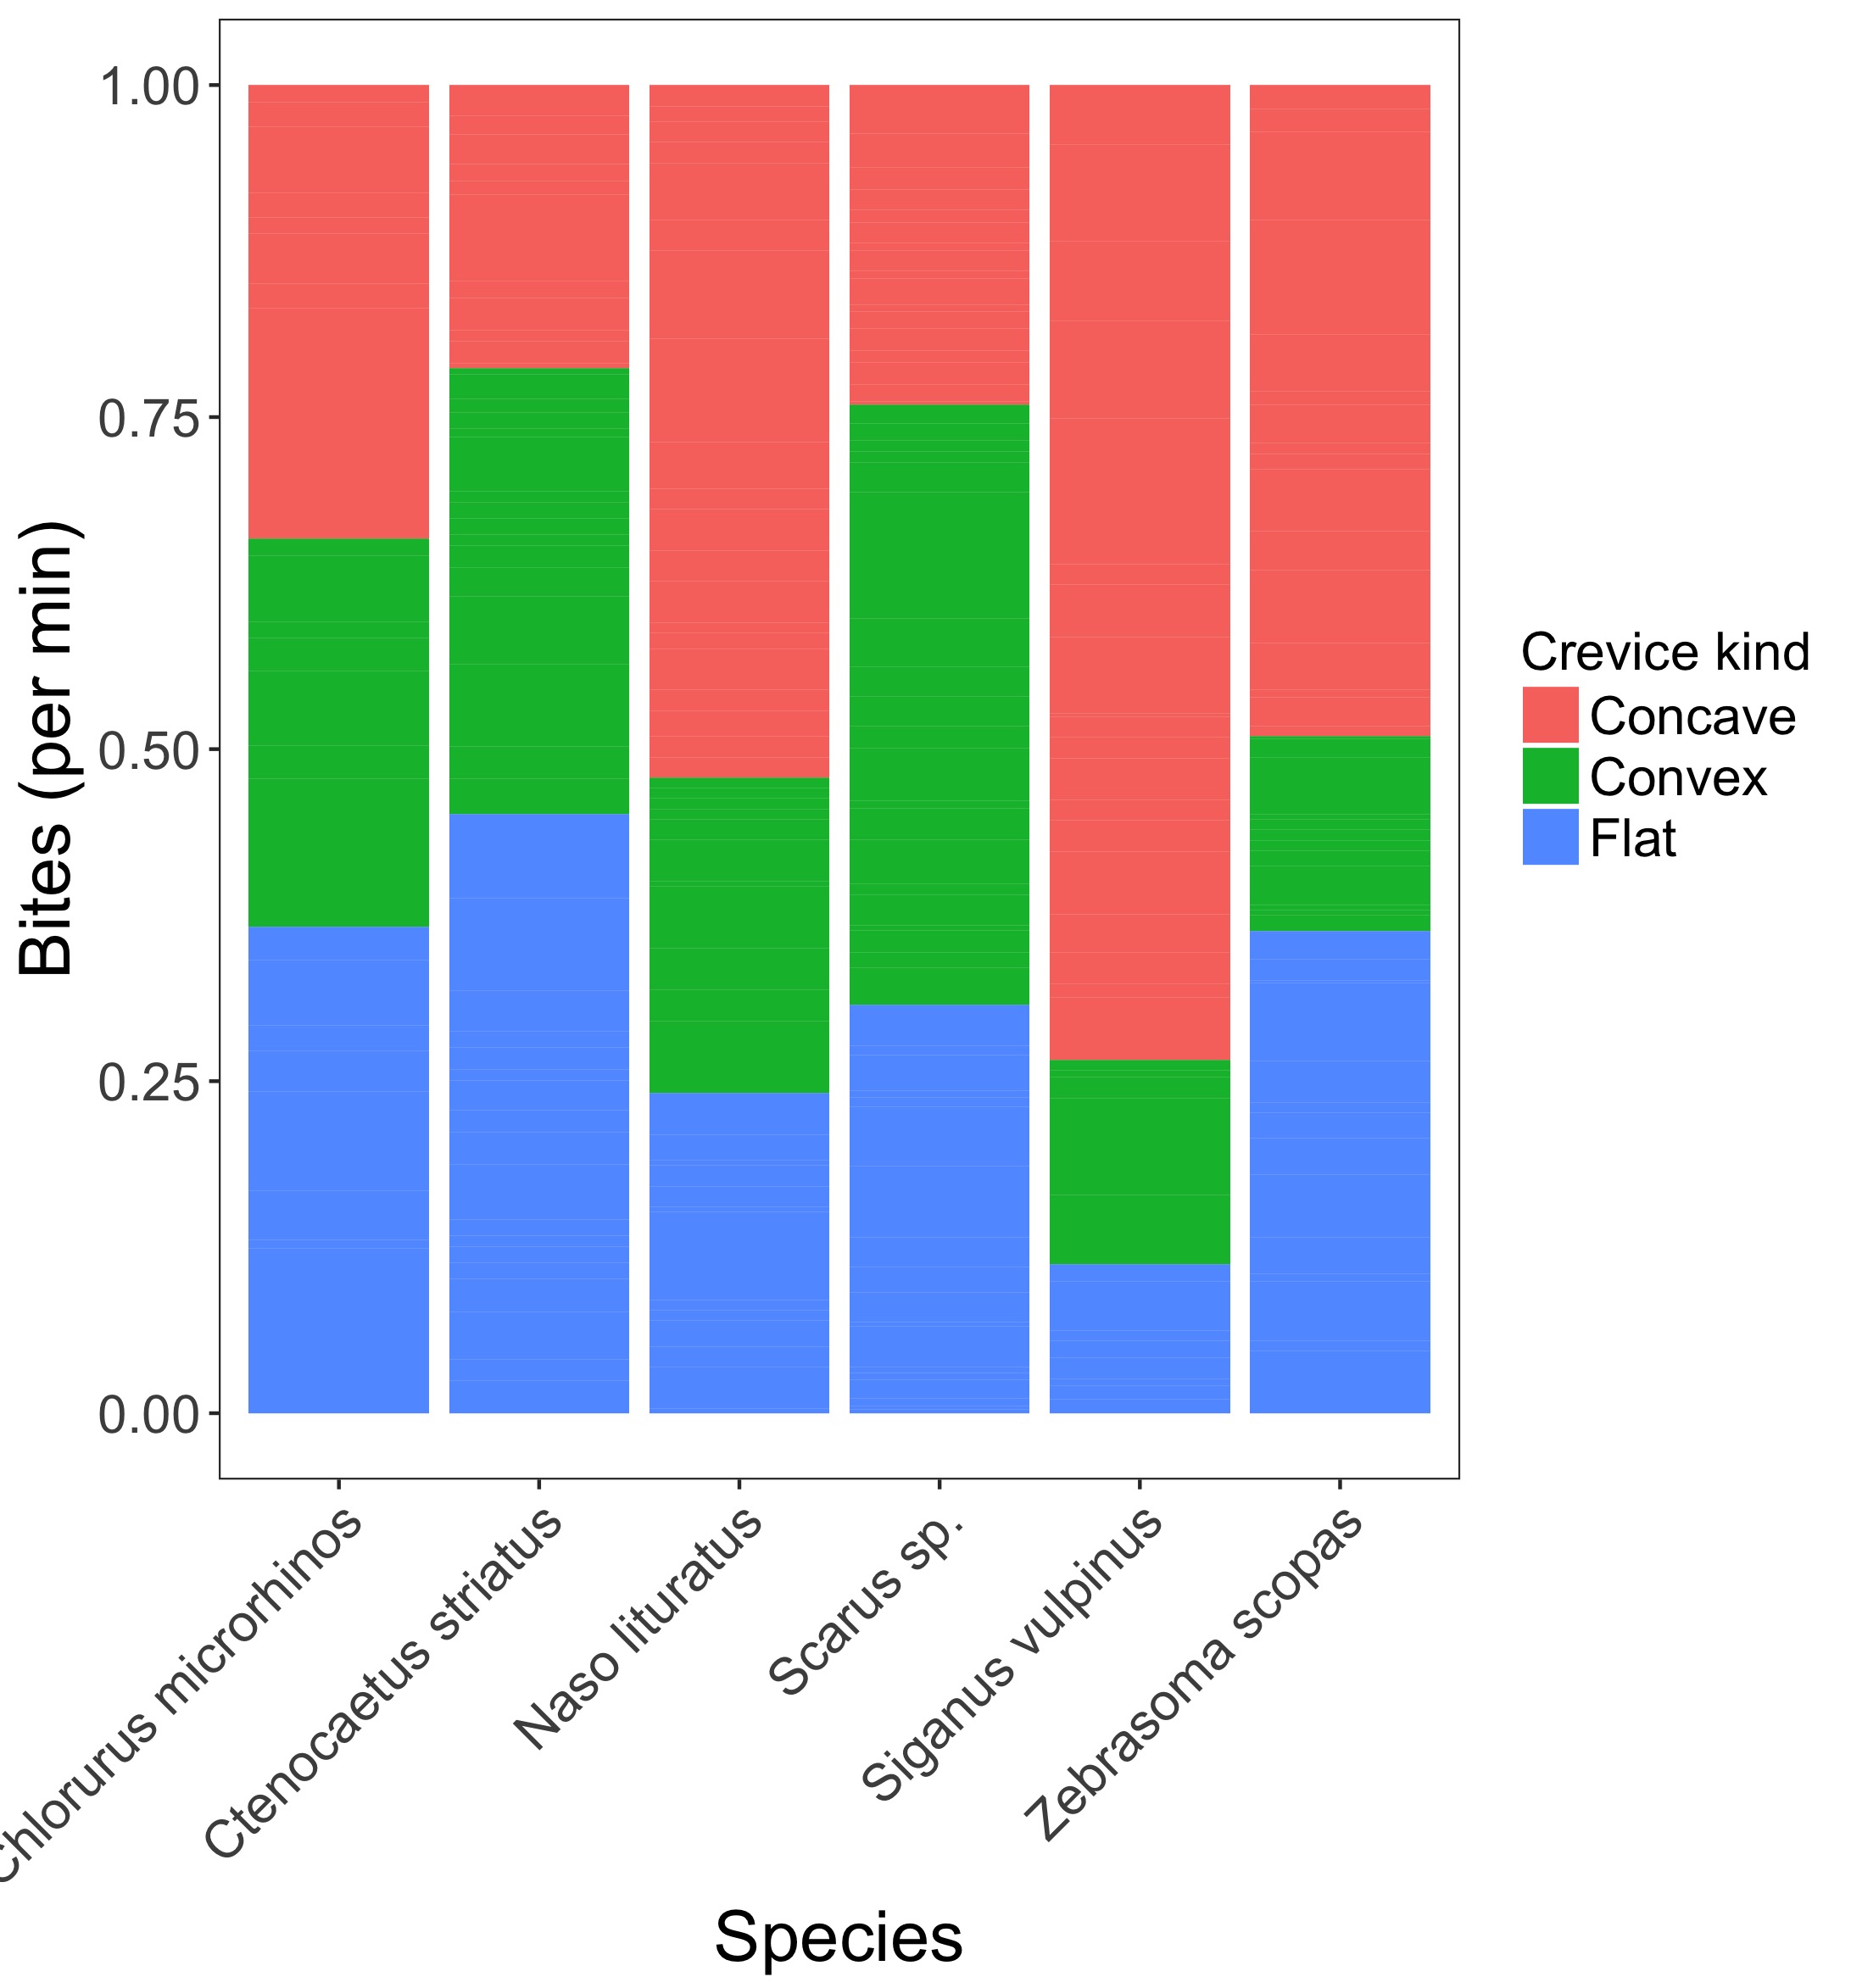 1.00
0.75
0.50
0.25
0.00
Bites (per min)
Chlorurus microrhinos
Ctenocaetus striatus
Naso lituratus
Scarus sp.
Siganus vulpinus
Zebrasoma scopas
Species
Crevice kind
Concave
Convex
Flat